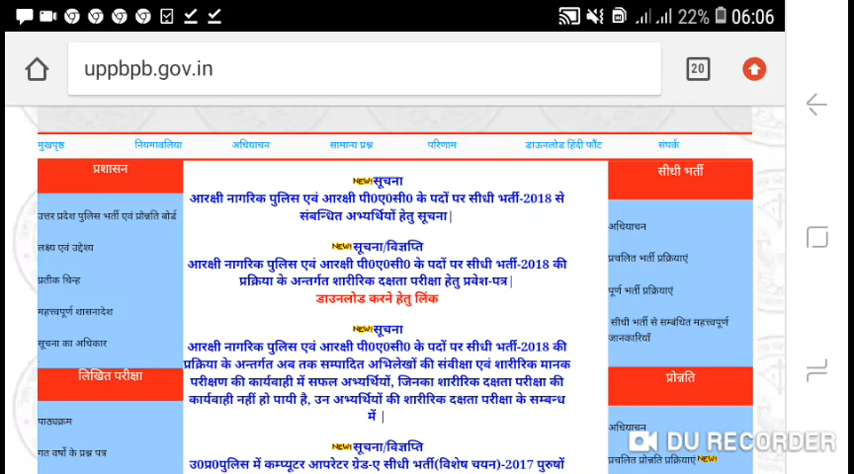 22% 06:06
uppbpb.gov.in
20
मुखपृष्ठ नियमावलिया अधियाचन सामान्य प्रश्न परिणाम डाउनलोड हिंदी फॉंट संपर्क
प्रशासन
उत्तर प्रदेश पुलिस भर्ती एवं प्रोन्नति बोर्ड
लक्ष्य एवं उद्देश्य
प्रतीक चिन्ह
महत्त्वपूर्ण शासनादेश
सूचना का अधिकार
लिखित परीक्षा
पाठ्यक्रम
गत वर्षो के प्रश्न पत्र
NEW! सूचना
आरक्षी नागरिक पुलिस एवं आरक्षी पी0ए0सी0 के पदों पर सीधी भर्ती-2018 से
संबन्धित अभ्यर्थियों हेतु सूचना|
NEW! सूचना/विज्ञप्ति
आरक्षी नागरिक पुलिस एवं आरक्षी पी0ए0सी0 के पदों पर सीधी भर्ती-2018 की
प्रक्रिया के अन्तर्गत शारीरिक दक्षता परीक्षा हेतु प्रवेश-पत्र|
डाउनलोड करने हेतु लिंक
NEW! सूचना
आरक्षी नागरिक पुलिस एवं आरक्षी पी0ए0सी0 के पदों पर सीधी भर्ती-2018 की
प्रक्रिया के अन्तर्गत अब तक सम्पादित अभिलेखों की संवीक्षा एवं शारीरिक मानक
परीक्षण की कार्यवाही में सफल अभ्यर्थियों, जिनका शारीरिक दक्षता परीक्षा की
कार्यवाही नहीं हो पायी है, उन अभ्यर्थियों की शारीरिक दक्षता परीक्षा के सम्बन्ध
में |
NEW! सूचना/विज्ञप्ति
उ0प्र0पुलिस में कम्प्यूटर आपरेटर ग्रेड-ए सीधी भर्ती(विशेष चयन)-2017 पुरुषों
सीधी भर्ती
अधियाचन
प्रचलित भर्ती प्रक्रियाएं
पूर्ण भर्ती प्रक्रियाएं
सीधी भर्ती से सम्बंधित महत्त्वपूर्ण
जानकारियाँ
प्रोन्नति
अधियाचन
प्रचलित प्रोन्नति प्रक्रियाएं NEW!
DU RECORDER